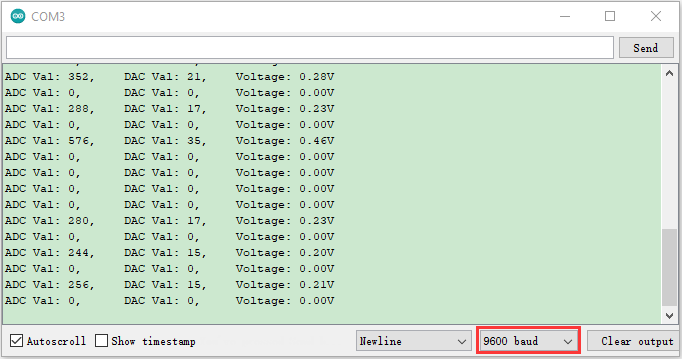 COM3
Send
ADC Val: 352,    DAC Val: 21,    Voltage: 0.28V
ADC Val: 0,    DAC Val: 0,    Voltage: 0.00V
ADC Val: 288,    DAC Val: 17,    Voltage: 0.23V
ADC Val: 0,    DAC Val: 0,    Voltage: 0.00V
ADC Val: 576,    DAC Val: 35,    Voltage: 0.46V
ADC Val: 0,    DAC Val: 0,    Voltage: 0.00V
ADC Val: 0,    DAC Val: 0,    Voltage: 0.00V
ADC Val: 0,    DAC Val: 0,    Voltage: 0.00V
ADC Val: 0,    DAC Val: 0,    Voltage: 0.00V
ADC Val: 280,    DAC Val: 17,    Voltage: 0.23V
ADC Val: 0,    DAC Val: 0,    Voltage: 0.00V
ADC Val: 244,    DAC Val: 15,    Voltage: 0.20V
ADC Val: 0,    DAC Val: 0,    Voltage: 0.00V
ADC Val: 256,    DAC Val: 15,    Voltage: 0.21V
ADC Val: 0,    DAC Val: 0,    Voltage: 0.00V
Autoscroll Show timestamp Newline 9600 baud Clear output